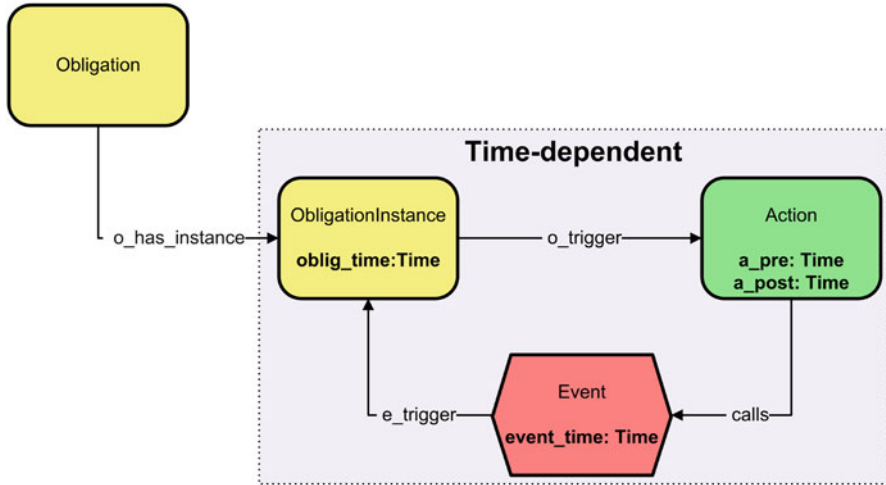 Obligation
Time-dependent
ObligationInstance
oblig_time:Time
o_has_instance
o_trigger
Action
a_pre: Time
a_post: Time
Event
event_time: Time
e_trigger
calls